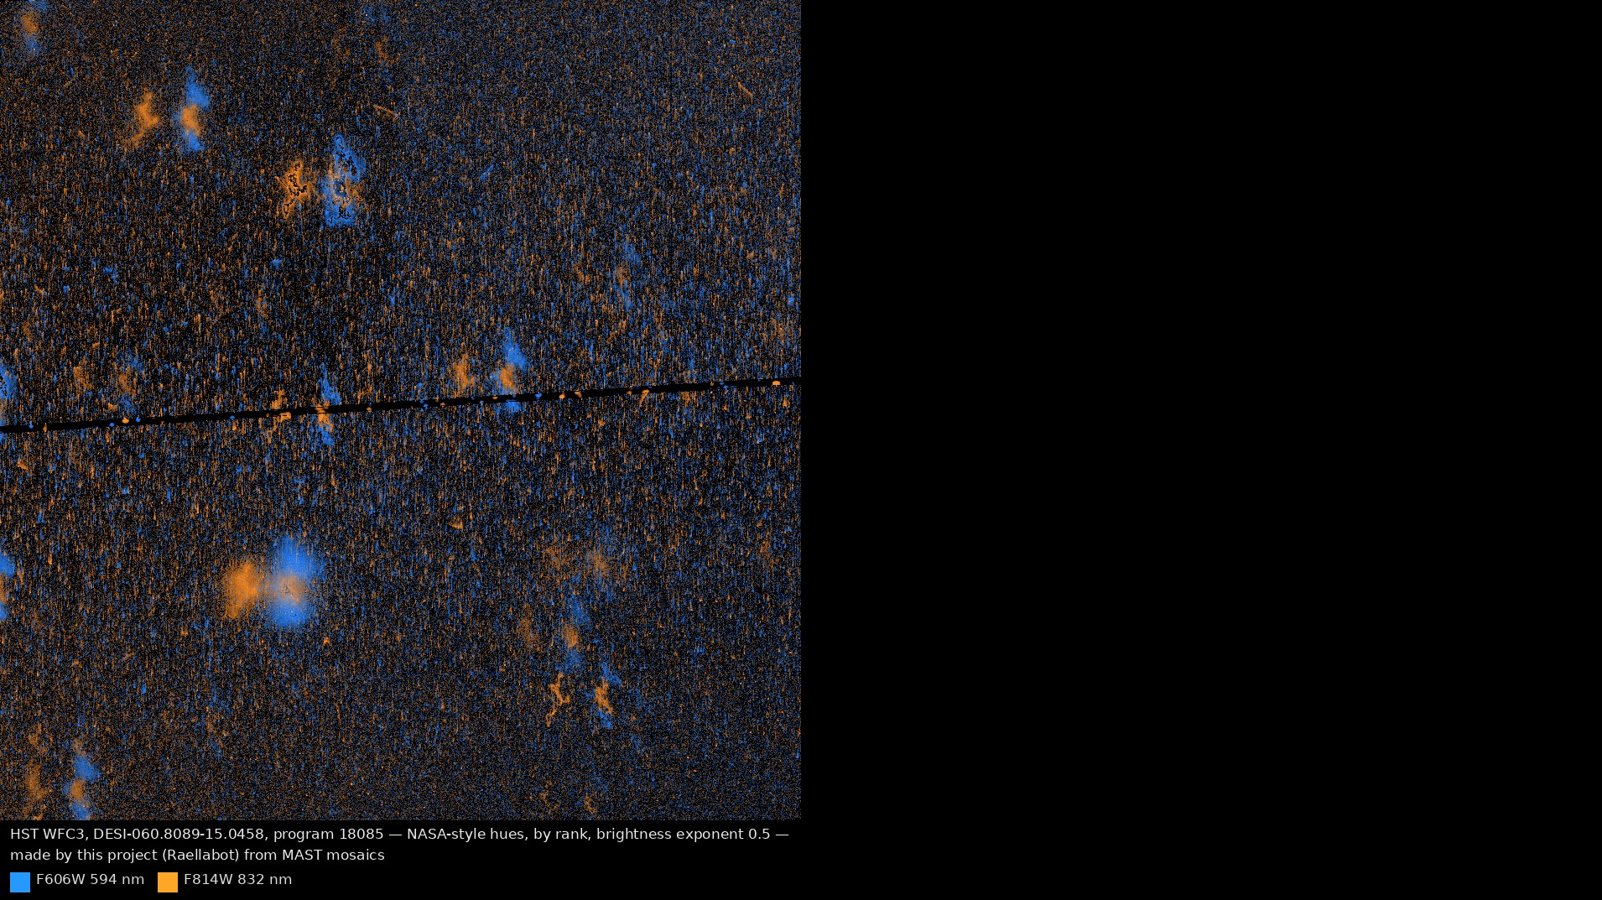 HST WFC3, DESI-060.8089-15.0458, program 18085 — NASA-style hues, by rank, brightness exponent 0.5 —
made by this project (Raellabot) from MAST mosaics
F606W 594 nm F814W 832 nm